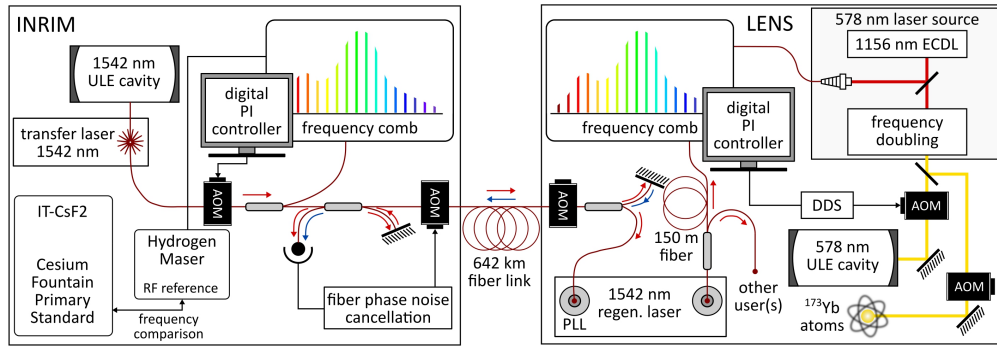 INRIM
1542 nm
ULE cavity
transfer laser
1542 nm
digital
PI
controller
frequency comb
AOM
AOM
IT-CsF2
Cesium
Fountain
Primary
Standard
Hydrogen
Maser
RF reference
frequency
comparison
fiber phase noise
cancellation
642 km
fiber link
LENS
frequency comb
digital
PI
controller
578 nm laser source
1156 nm ECDL
frequency
doubling
AOM
150 m
fiber
DDS
AOM
578 nm
ULE cavity
1542 nm
regen. laser
PLL
other
user(s)
AOM
¹⁷³Yb
atoms